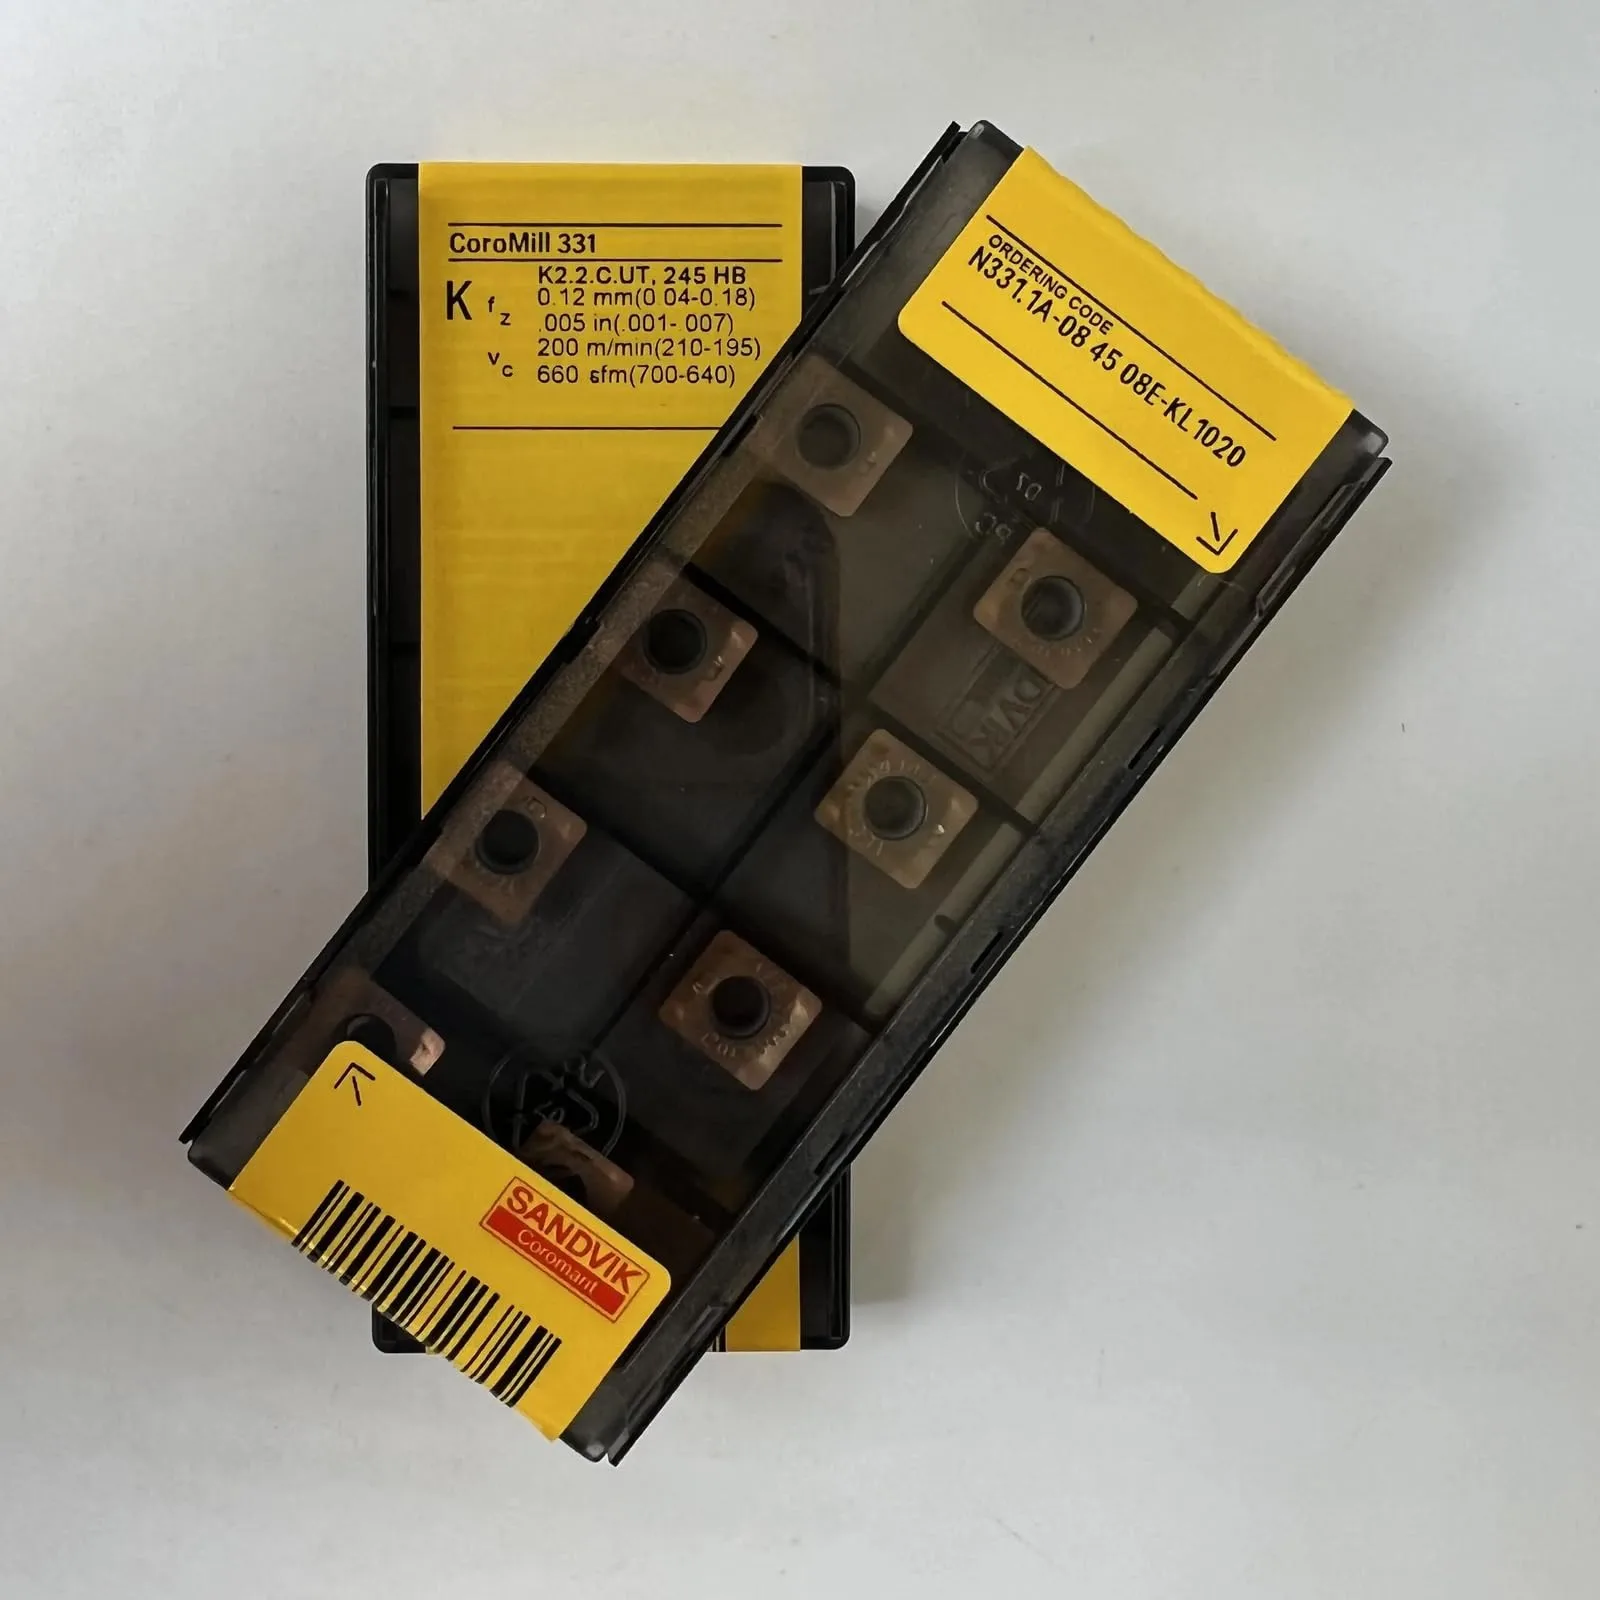 CoroMill 331
K2.2.C.UT, 245 HB
K fz 0.12 mm(0 04-0.18)
.005 in(.001-.007)
vc 200 m/min(210-195)
660 sfm(700-640)
ORDERING CODE
N331.1A-08 45 08E-KL 1020
SANDVIK
Coromant